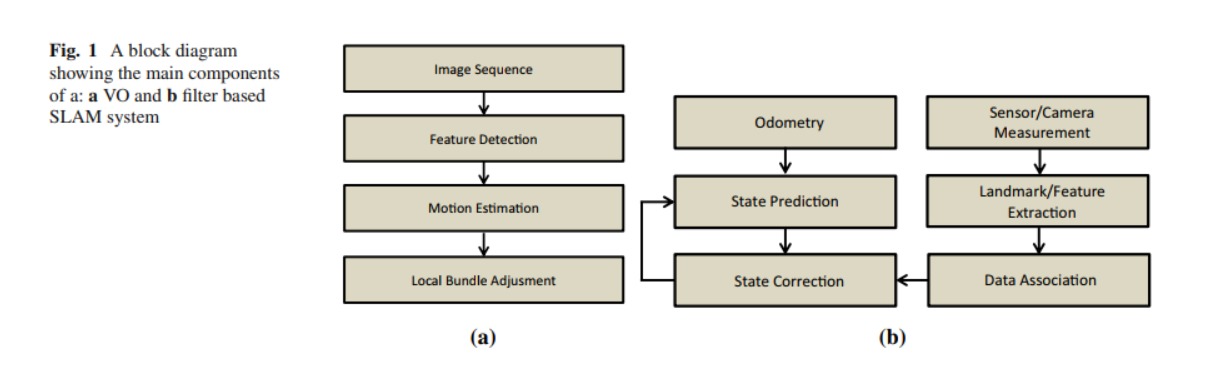 Fig. 1 A block diagram
showing the main components
of a: a VO and b filter based
SLAM system
Image Sequence
Feature Detection
Motion Estimation
Local Bundle Adjusment
(a)
Odometry
State Prediction
State Correction
Sensor/Camera
Measurement
Landmark/Feature
Extraction
Data Association
(b)